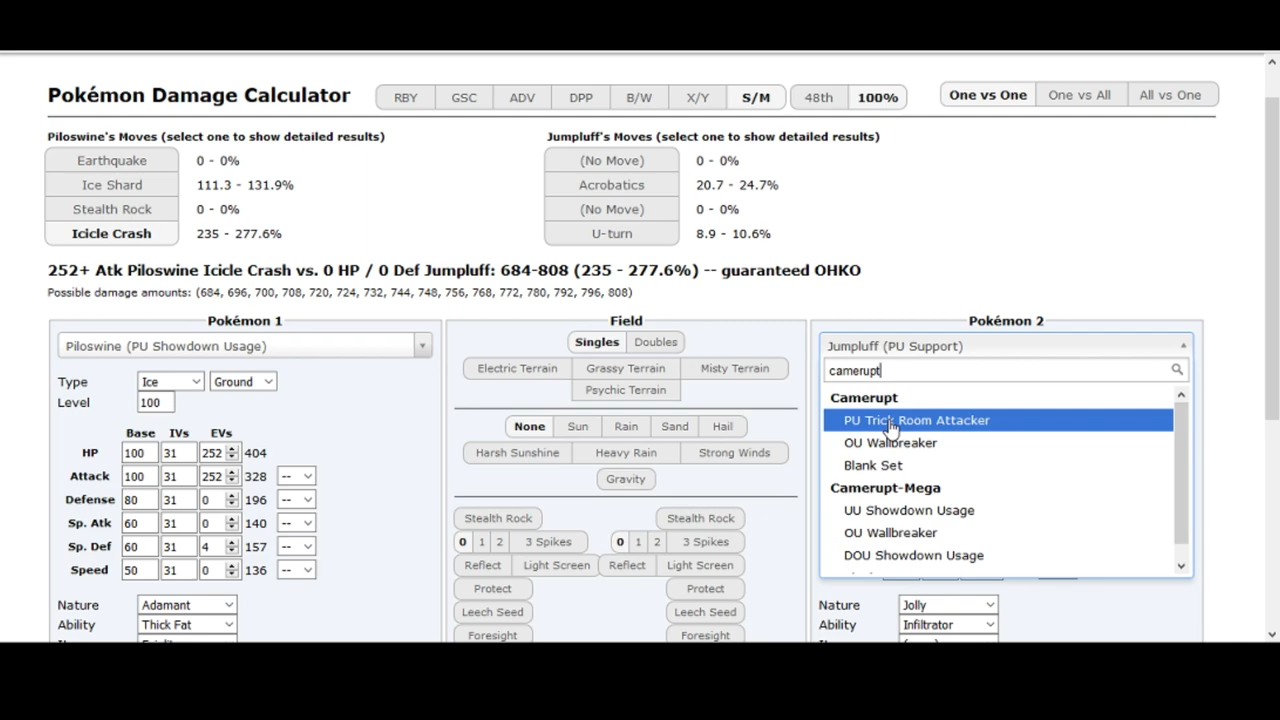 Pokémon Damage Calculator RBY GSC ADV DPP B/W X/Y S/M 48th 100% One vs One One vs All All vs One
Piloswine's Moves (select one to show detailed results)
Earthquake 0 - 0%
Ice Shard 111.3 - 131.9%
Stealth Rock 0 - 0%
Icicle Crash 235 - 277.6%
Jumpluff's Moves (select one to show detailed results)
(No Move) 0 - 0%
Acrobatics 20.7 - 24.7%
(No Move) 0 - 0%
U-turn 8.9 - 10.6%
252+ Atk Piloswine Icicle Crash vs. 0 HP / 0 Def Jumpluff: 684-808 (235 - 277.6%) -- guaranteed OHKO
Possible damage amounts: (684, 696, 700, 708, 720, 724, 732, 744, 748, 756, 768, 772, 780, 792, 796, 808)
Pokémon 1
Piloswine (PU Showdown Usage)
Type Ice Ground
Level 100
Base IVs EVs
HP 100 31 252 404
Attack 100 31 252 328 --
Defense 80 31 0 196 --
Sp. Atk 60 31 0 140 --
Sp. Def 60 31 4 157 --
Speed 50 31 0 136 --
Nature Adamant
Ability Thick Fat
Field
Singles Doubles
Electric Terrain Grassy Terrain Misty Terrain
Psychic Terrain
None Sun Rain Sand Hail
Harsh Sunshine Heavy Rain Strong Winds
Gravity
Stealth Rock Stealth Rock
0 1 2 3 Spikes 0 1 2 3 Spikes
Reflect Light Screen Reflect Light Screen
Protect Protect
Leech Seed Leech Seed
Foresight Foresight
Pokémon 2
Jumpluff (PU Support)
camerupt
Camerupt
PU Trick Room Attacker
OU Wallbreaker
Blank Set
Camerupt-Mega
UU Showdown Usage
OU Wallbreaker
DOU Showdown Usage
Nature Jolly
Ability Infiltrator